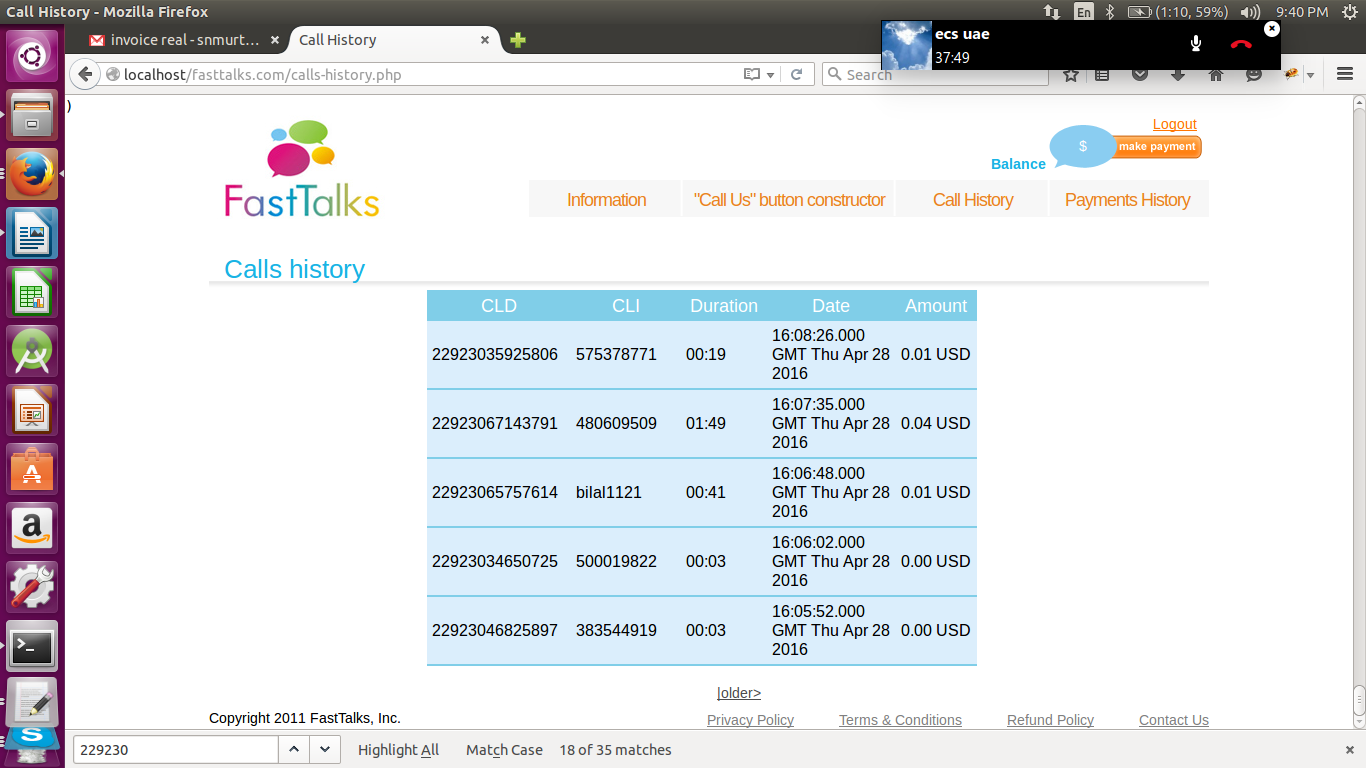 Call History - Mozilla Firefox
En
(1:10, 59%)
9:40 PM
invoice real - snmurt...
Call History
ecs uae
37:49
localhost/fasttalks.com/calls-history.php
Search
)
Logout
Balance
$
make payment
FastTalks
Information
"Call Us" button constructor
Call History
Payments History
Calls history
CLD CLI Duration Date Amount
22923035925806 575378771 00:19 16:08:26.000 GMT Thu Apr 28 2016 0.01 USD
22923067143791 480609509 01:49 16:07:35.000 GMT Thu Apr 28 2016 0.04 USD
22923065757614 bilal1121 00:41 16:06:48.000 GMT Thu Apr 28 2016 0.01 USD
22923034650725 500019822 00:03 16:06:02.000 GMT Thu Apr 28 2016 0.00 USD
22923046825897 383544919 00:03 16:05:52.000 GMT Thu Apr 28 2016 0.00 USD
|older>
Copyright 2011 FastTalks, Inc.
Privacy Policy
Terms & Conditions
Refund Policy
Contact Us
229230
Highlight All
Match Case
18 of 35 matches